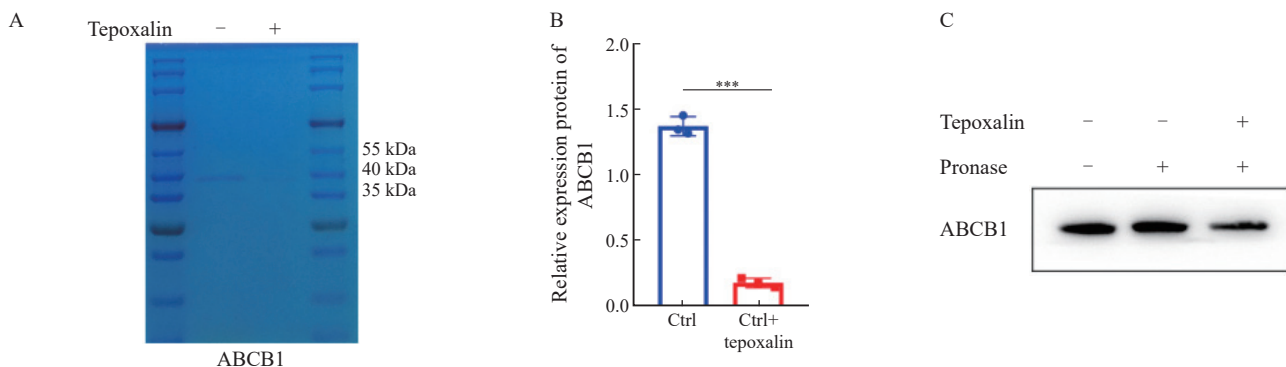 A
Tepoxalin − +
55 kDa
40 kDa
35 kDa
ABCB1
B
Relative expression protein of
ABCB1
2.0
1.5
1.0
0.5
0.0
***
Ctrl
Ctrl+
tepoxalin
C
Tepoxalin − − +
Pronase − + +
ABCB1